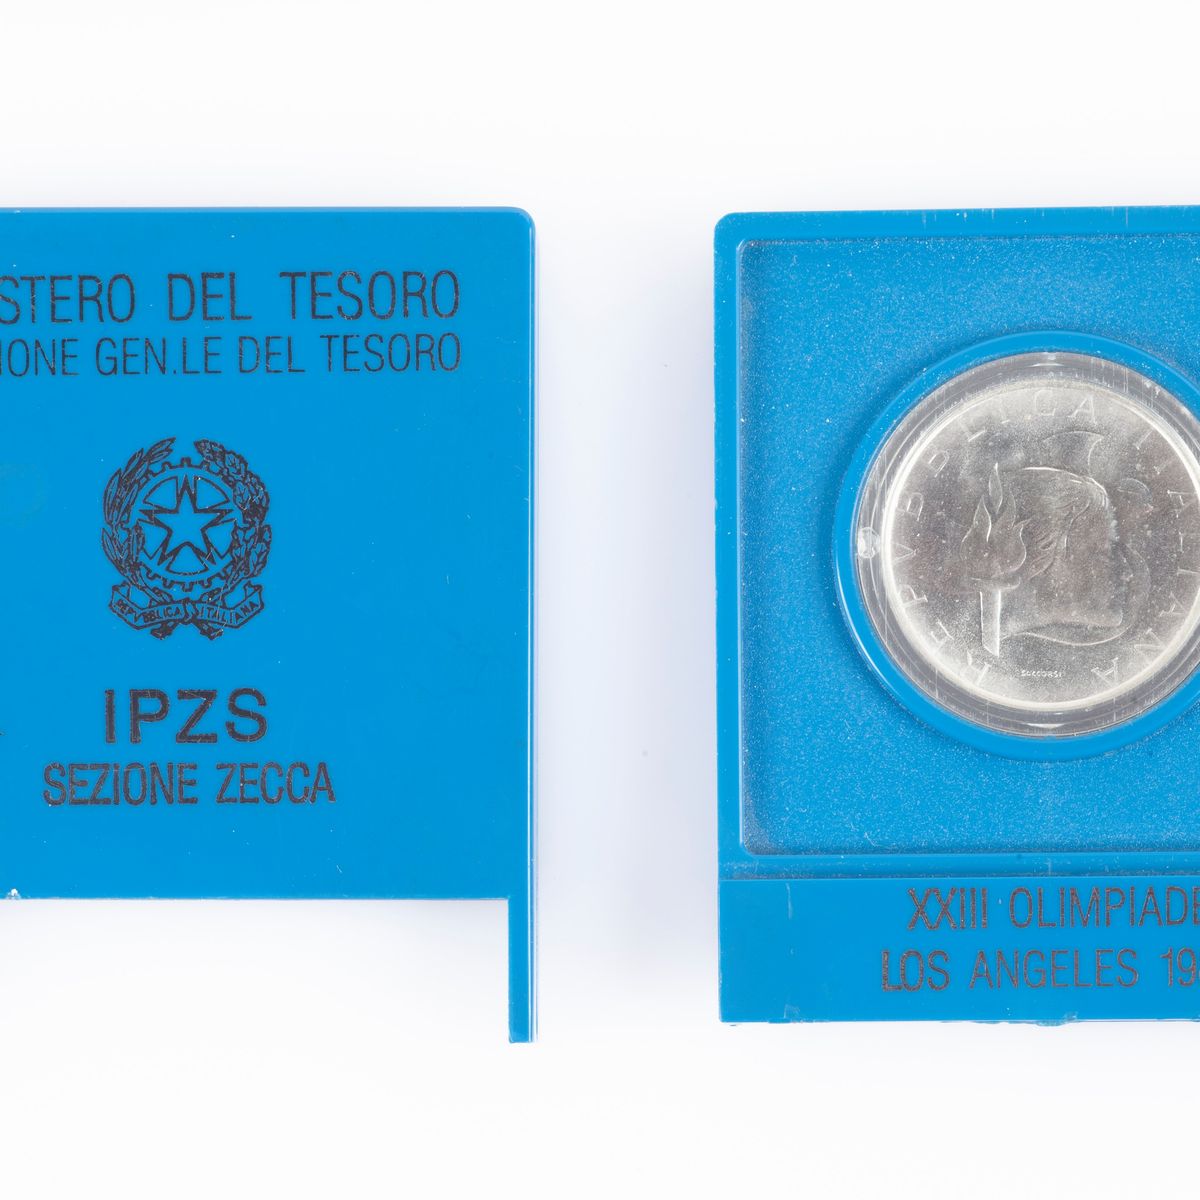 STERO DEL TESORO
IONE GEN.LE DEL TESORO
REPVBBLICA ITALIANA
IPZS
SEZIONE ZECCA
REPVBBLICA ITALIANA
SOCCORSI
XXIII OLIMPIADE
LOS ANGELES 19